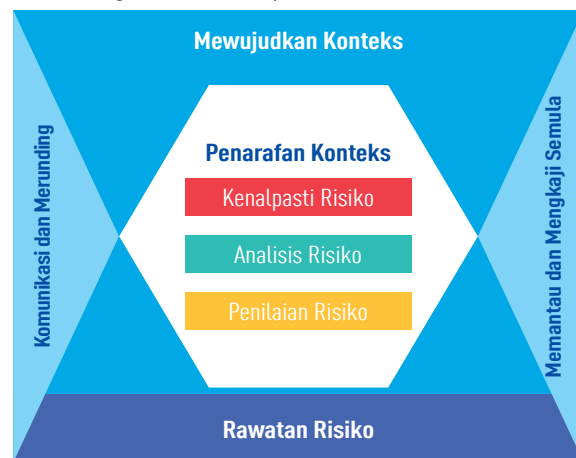 Mewujudkan Konteks
Komunikasi dan Merunding
Penarafan Konteks
Kenalpasti Risiko
Analisis Risiko
Penilaian Risiko
Memantau dan Mengkaji Semula
Rawatan Risiko